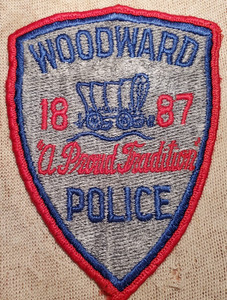 WOODWARD
18 87
"A Proud Tradition"
POLICE